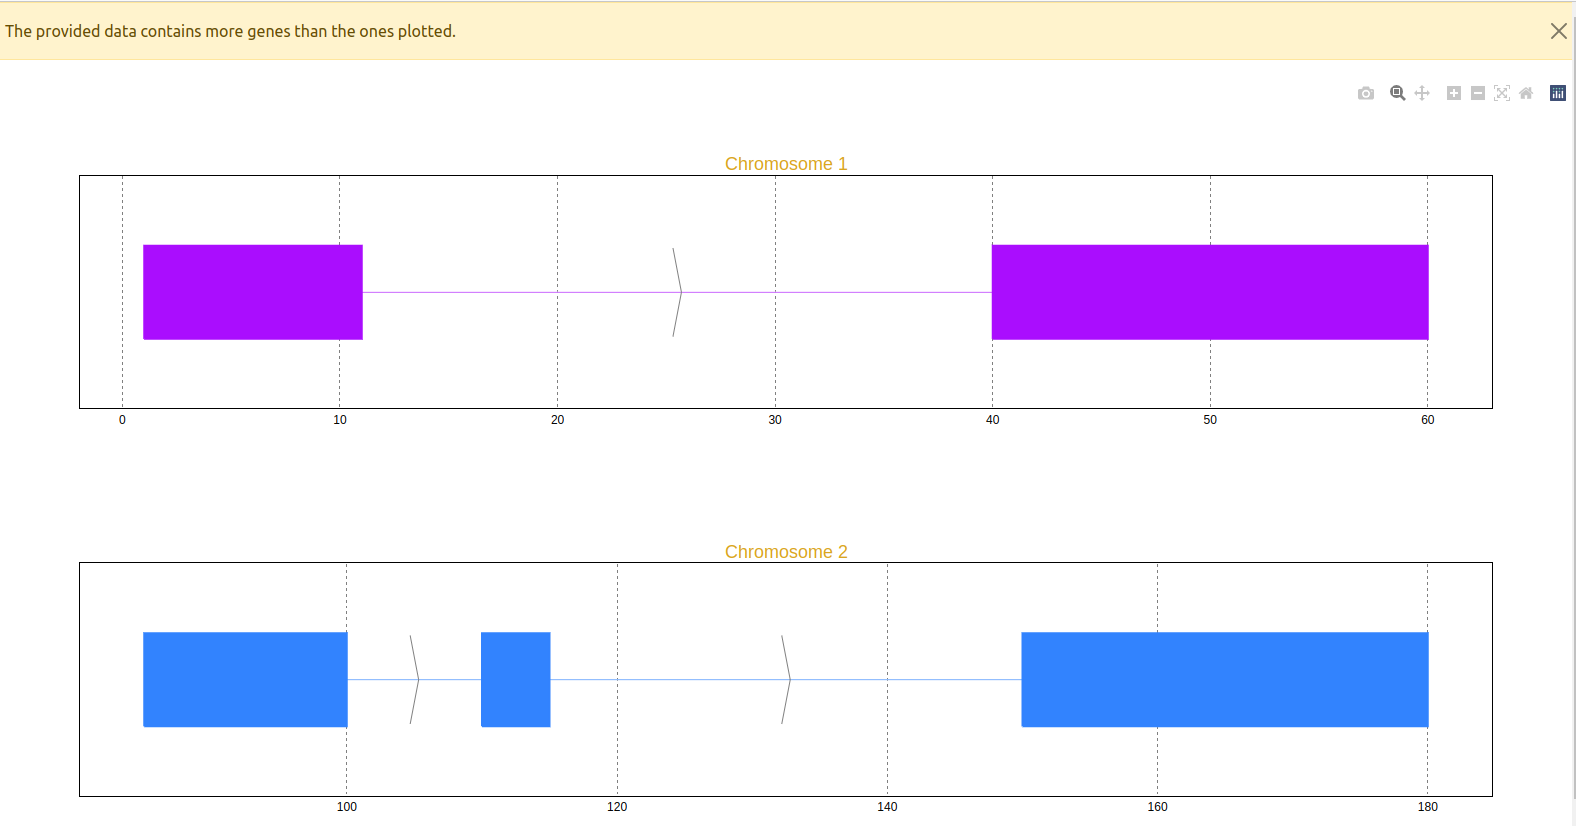 The provided data contains more genes than the ones plotted.
Chromosome 1
0 10 20 30 40 50 60
Chromosome 2
100 120 140 160 180